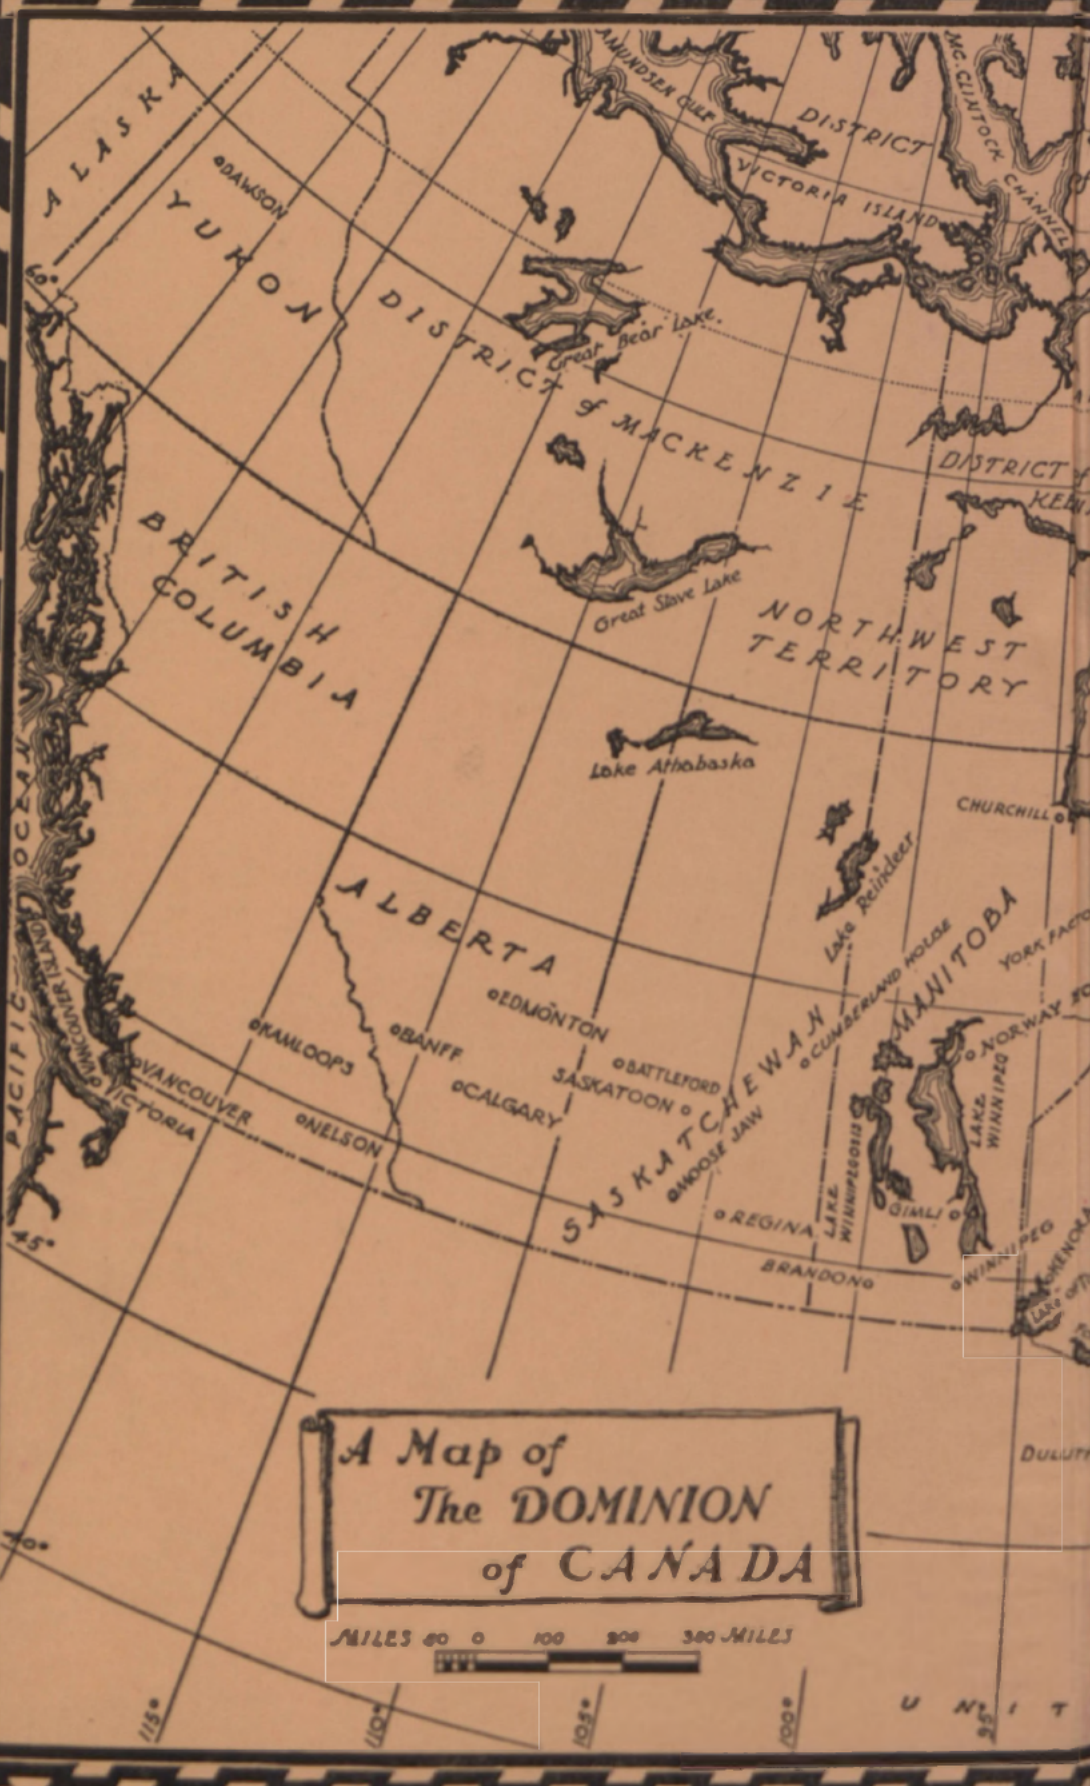 ALASKA
DAWSON
YUKON
AMUNDSEN GULF
DISTRICT
VICTORIA ISLAND
MC.CLINTOCK CHANNEL
60°
DISTRICT of MACKENZIE
Great Bear Lake.
DISTRICT
BRITISH
COLUMBIA
Great Slave Lake
NORTHWEST
TERRITORY
Lake Athabaska
CHURCHILL
Lake Reindeer
PACIFIC OCEAN
VANCOUVER ISLAND
ALBERTA
EDMONTON
KAMLOOPS
BANFF
BATTLEFORD
SASKATOON
CALGARY
VANCOUVER
VICTORIA
NELSON
SASKATCHEWAN
MOOSE JAW
CUMBERLAND HOUSE
MANITOBA
YORK
NORWAY
LAKE
WINNIPEG
LAKE
WINNIPEGOSIS
GIMLI
REGINA
BRANDON
WINNIPEG
45°
A Map of
The DOMINION
of CANADA
40°
MILES 0 100 200 300 MILES
115°
110°
105°
100°
95°